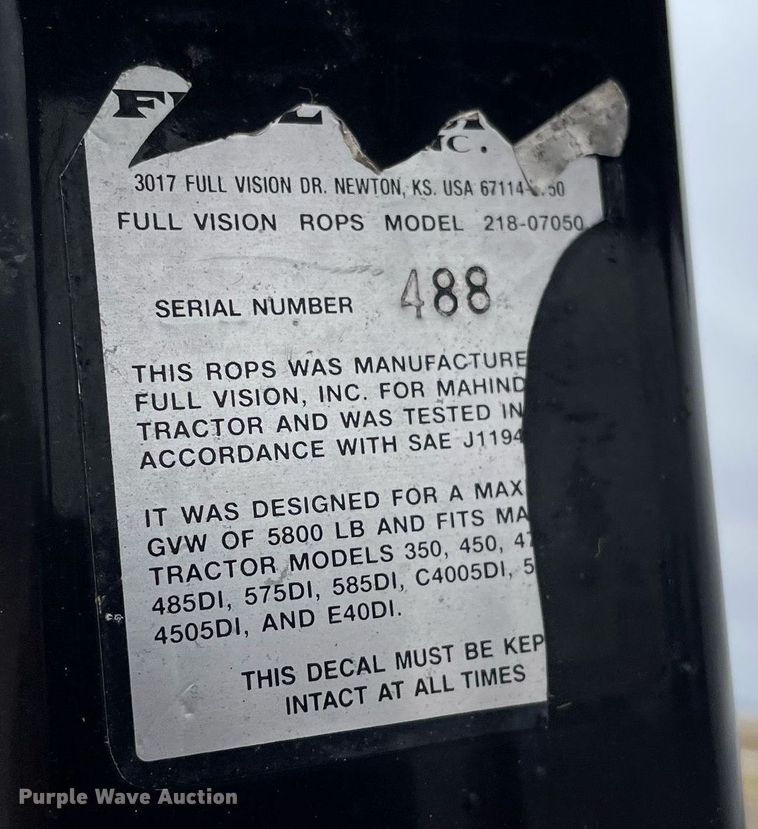 3017 FULL VISION DR. NEWTON, KS. USA 67114
FULL VISION ROPS MODEL 218-07050
SERIAL NUMBER 488
THIS ROPS WAS MANUFACTURE
FULL VISION, INC. FOR MAHIND
TRACTOR AND WAS TESTED IN
ACCORDANCE WITH SAE J1194
IT WAS DESIGNED FOR A MAX
GVW OF 5800 LB AND FITS MA
TRACTOR MODELS 350, 450, 4
485DI, 575DI, 585DI, C4005DI, 5
4505DI, AND E40DI.
THIS DECAL MUST BE KEP
INTACT AT ALL TIMES
Purple Wave Auction